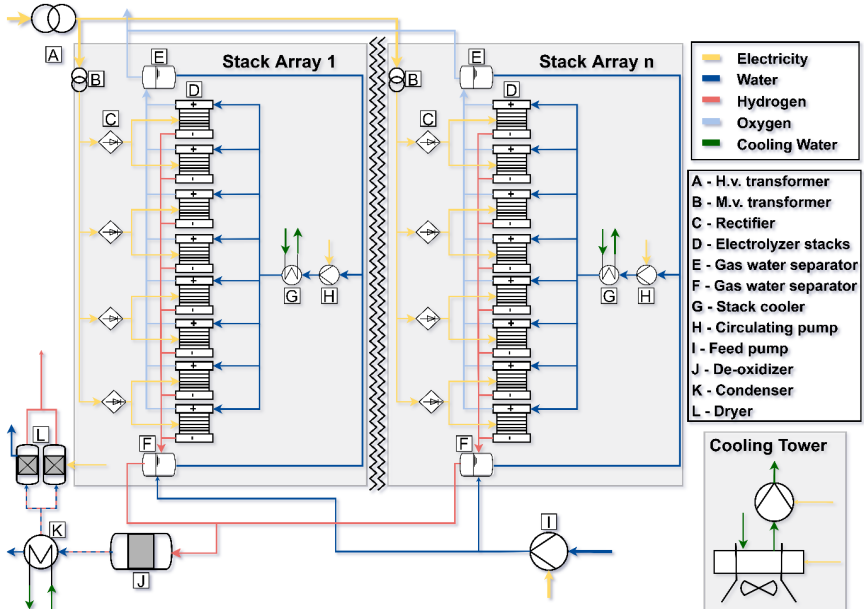 A
B
E
Stack Array 1
D
C
G
H
F
B
E
Stack Array n
D
C
G
H
F
Electricity
Water
Hydrogen
Oxygen
Cooling Water
A - H.v. transformer
B - M.v. transformer
C - Rectifier
D - Electrolyzer stacks
E - Gas water separator
F - Gas water separator
G - Stack cooler
H - Circulating pump
I - Feed pump
J - De-oxidizer
K - Condenser
L - Dryer
L
K
J
I
Cooling Tower